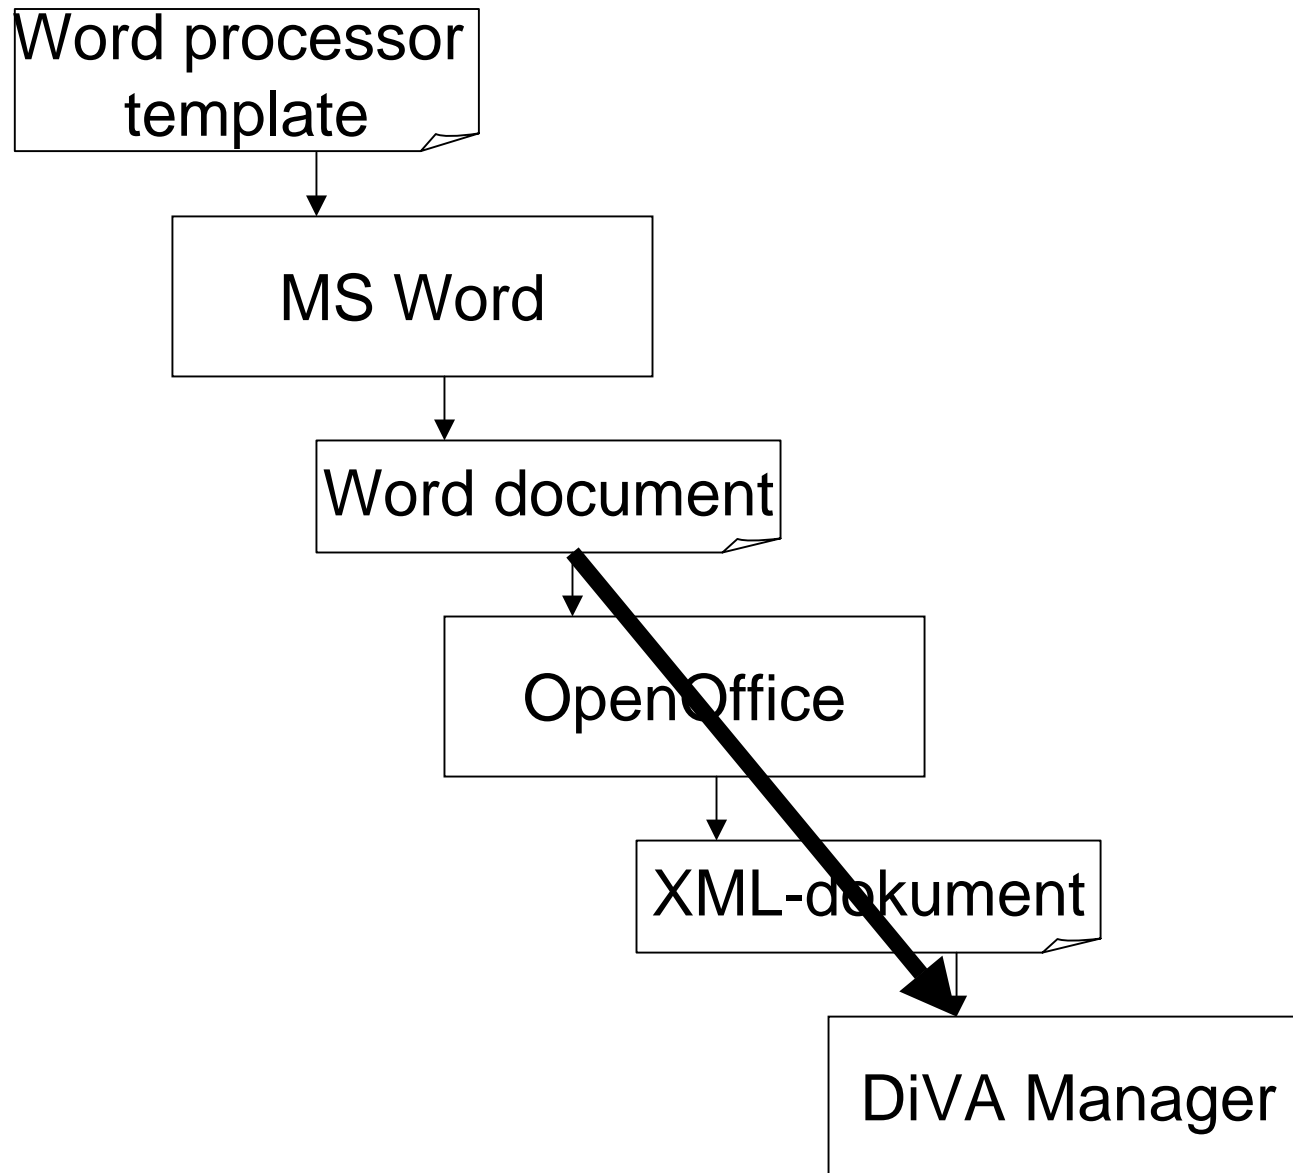 Word processor
template
MS Word
Word document
OpenOffice
XML-dokument
DiVA Manager